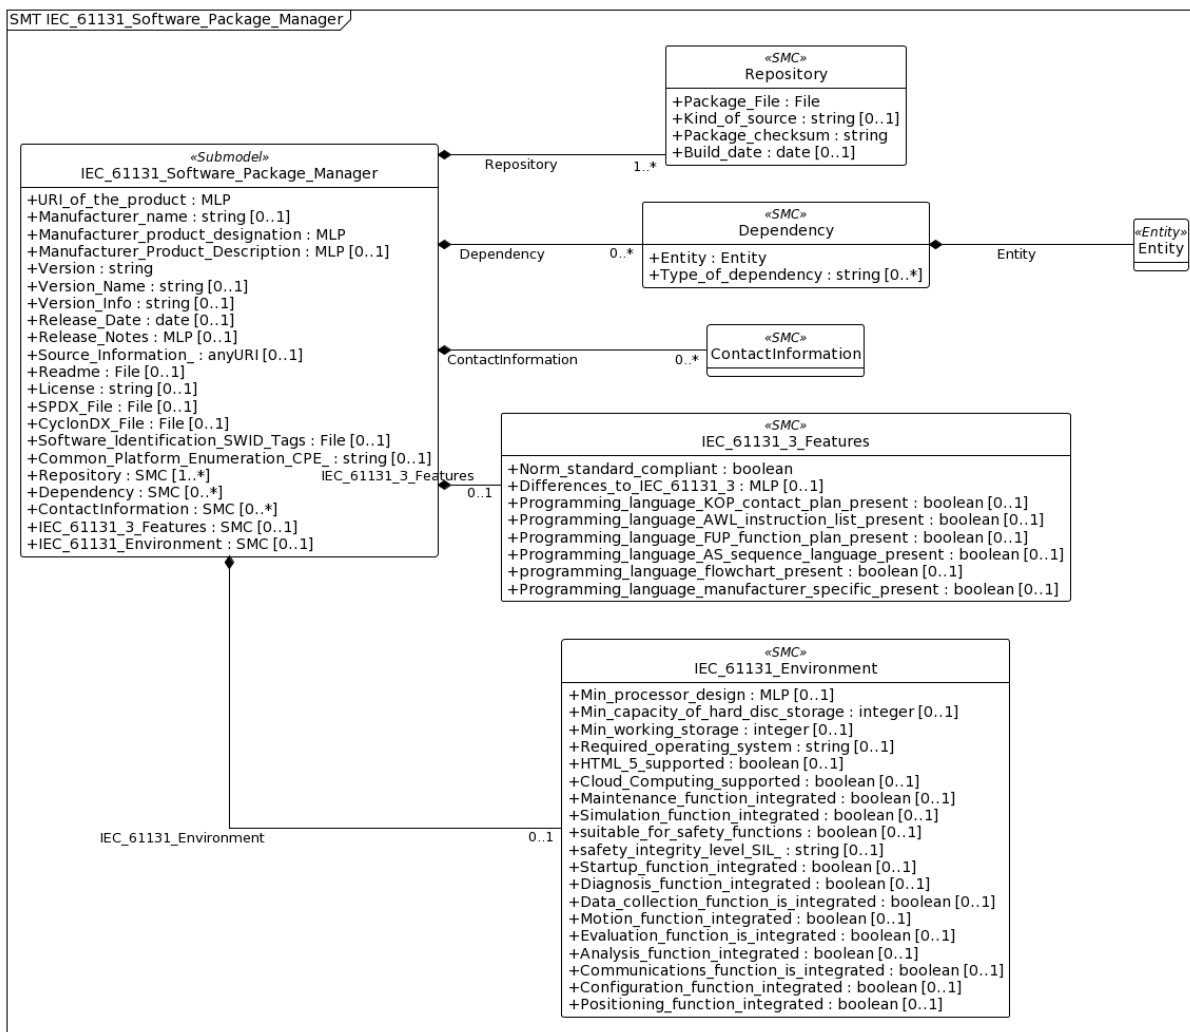 SMT IEC_61131_Software_Package_Manager
«SMC»
Repository
+Package_File : File
+Kind_of_source : string [0..1]
+Package_checksum : string
+Build_date : date [0..1]
Repository
1..*
«Submodel»
IEC_61131_Software_Package_Manager
+URI_of_the_product : MLP
+Manufacturer_name : string [0..1]
+Manufacturer_product_designation : MLP
+Manufacturer_Product_Description : MLP [0..1]
+Version : string
+Version_Name : string [0..1]
+Version_Info : string [0..1]
+Release_Date : date [0..1]
+Release_Notes : MLP [0..1]
+Source_Information_ : anyURI [0..1]
+Readme : File [0..1]
+License : string [0..1]
+SPDX_File : File [0..1]
+CyclonDX_File : File [0..1]
+Software_Identification_SWID_Tags : File [0..1]
+Common_Platform_Enumeration_CPE_ : string [0..1]
+Repository : SMC [1..*]
+Dependency : SMC [0..*]
+ContactInformation : SMC [0..*]
+IEC_61131_3_Features : SMC [0..1]
+IEC_61131_Environment : SMC [0..1]
Dependency
0..*
«SMC»
Dependency
+Entity : Entity
+Type_of_dependency : string [0..*]
Entity
«Entity»
Entity
ContactInformation
0..*
«SMC»
ContactInformation
IEC_61131_3_Features
0..1
«SMC»
IEC_61131_3_Features
+Norm_standard_compliant : boolean
+Differences_to_IEC_61131_3 : MLP [0..1]
+Programming_language_KOP_contact_plan_present : boolean [0..1]
+Programming_language_AWL_instruction_list_present : boolean [0..1]
+Programming_language_FUP_function_plan_present : boolean [0..1]
+Programming_language_AS_sequence_language_present : boolean [0..1]
+programming_language_flowchart_present : boolean [0..1]
+Programming_language_manufacturer_specific_present : boolean [0..1]
IEC_61131_Environment
0..1
«SMC»
IEC_61131_Environment
+Min_processor_design : MLP [0..1]
+Min_capacity_of_hard_disc_storage : integer [0..1]
+Min_working_storage : integer [0..1]
+Required_operating_system : string [0..1]
+HTML_5_supported : boolean [0..1]
+Cloud_Computing_supported : boolean [0..1]
+Maintenance_function_integrated : boolean [0..1]
+Simulation_function_integrated : boolean [0..1]
+suitable_for_safety_functions : boolean [0..1]
+safety_integrity_level_SIL_ : string [0..1]
+Startup_function_integrated : boolean [0..1]
+Diagnosis_function_integrated : boolean [0..1]
+Data_collection_function_is_integrated : boolean [0..1]
+Motion_function_integrated : boolean [0..1]
+Evaluation_function_is_integrated : boolean [0..1]
+Analysis_function_integrated : boolean [0..1]
+Communications_function_is_integrated : boolean [0..1]
+Configuration_function_integrated : boolean [0..1]
+Positioning_function_integrated : boolean [0..1]